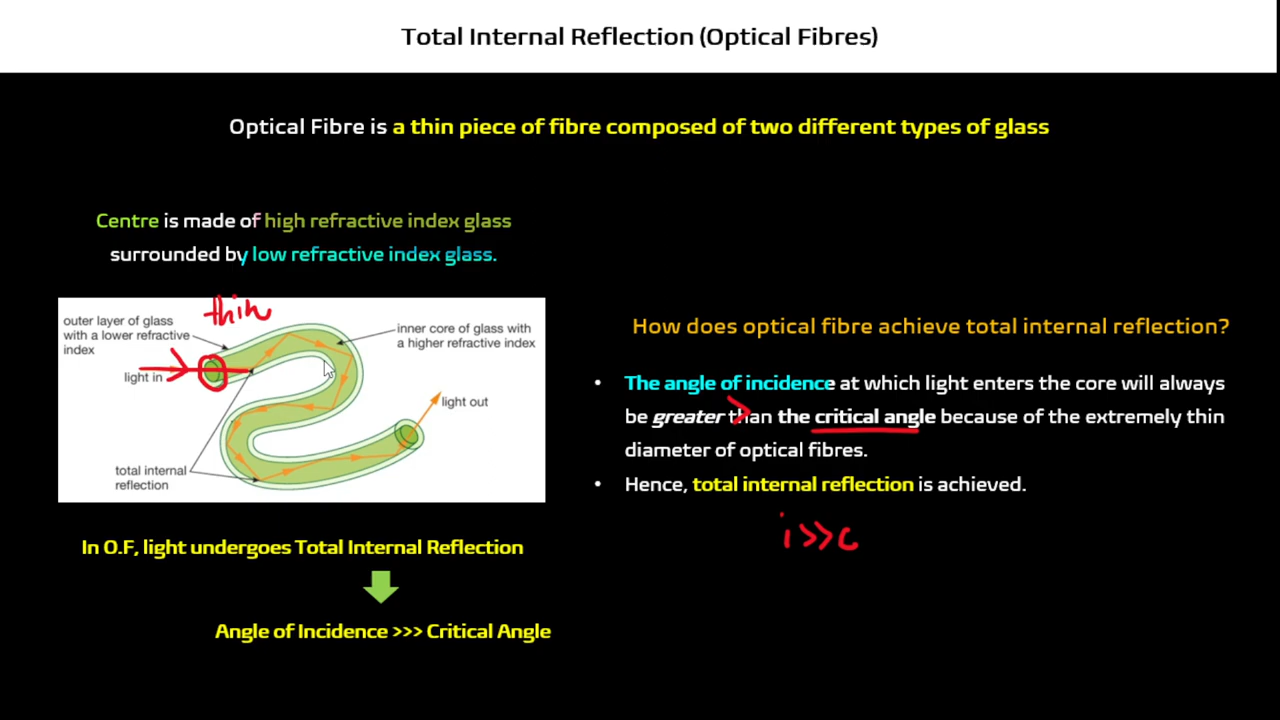 Total Internal Reflection (Optical Fibres)
Optical Fibre is a thin piece of fibre composed of two different types of glass
Centre is made of high refractive index glass
surrounded by low refractive index glass.
thin
outer layer of glass
with a lower refractive
index
light in
inner core of glass with
a higher refractive index
light out
total internal
reflection
In O.F, light undergoes Total Internal Reflection
Angle of Incidence >>> Critical Angle
How does optical fibre achieve total internal reflection?
• The angle of incidence at which light enters the core will always
be greater than the critical angle because of the extremely thin
diameter of optical fibres.
• Hence, total internal reflection is achieved.
i >> c